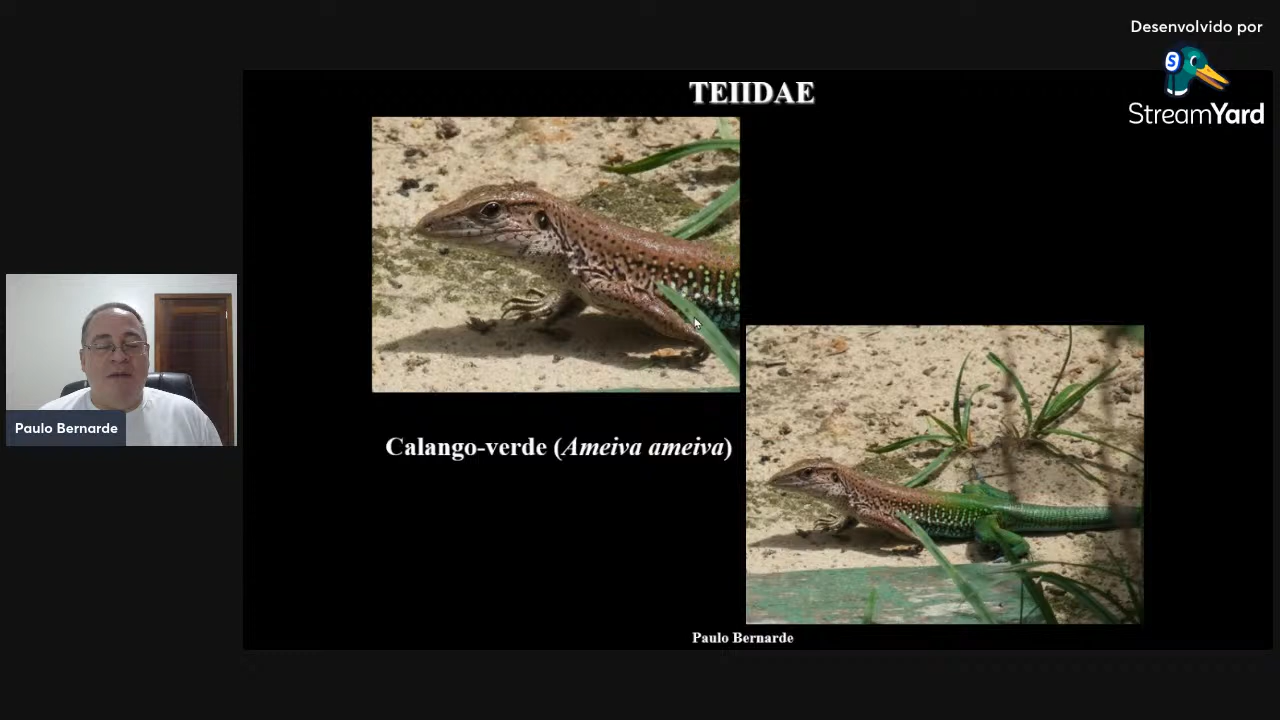 Desenvolvido por
StreamYard
TEIIDAE
Calango-verde (Ameiva ameiva)
Paulo Bernarde
Paulo Bernarde